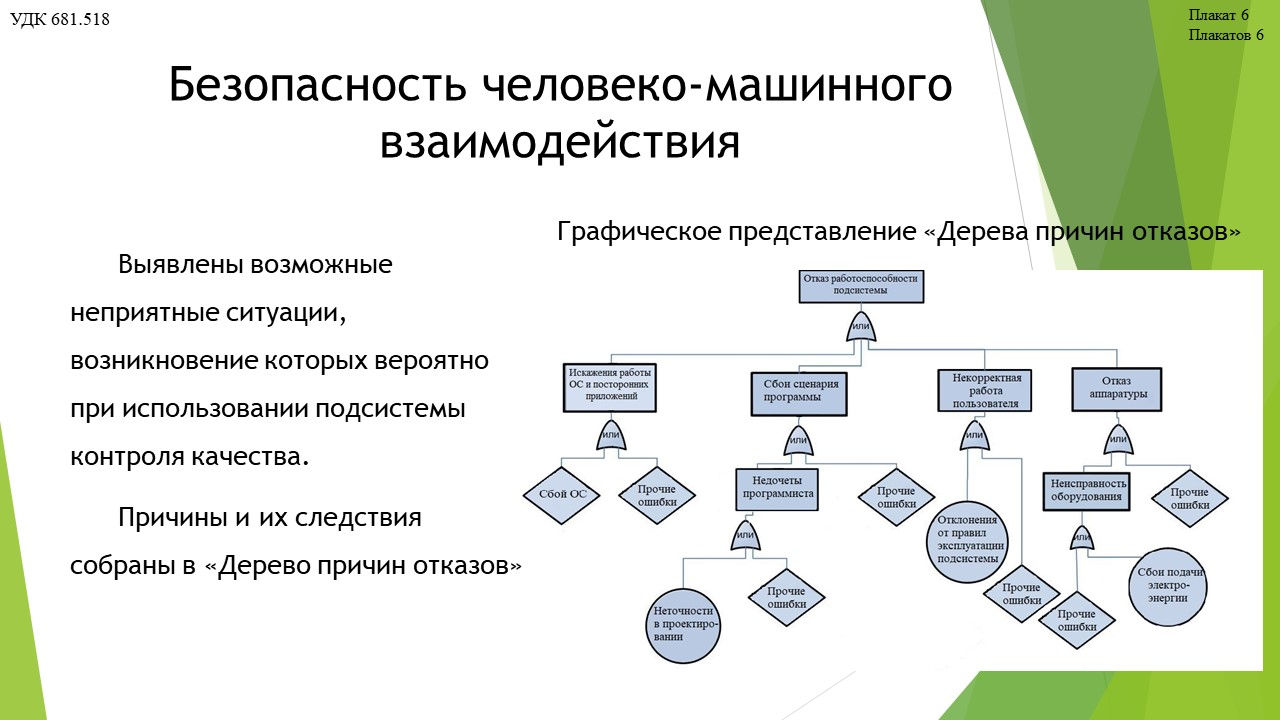 УДК 681.518
Плакат 6
Плакатов 6
Безопасность человеко-машинного
взаимодействия
Выявлены возможные
неприятные ситуации,
возникновение которых вероятно
при использовании подсистемы
контроля качества.
Причины и их следствия
собраны в «Дерево причин отказов»
Графическое представление «Дерева причин отказов»
Отказ работоспособности
подсистемы
или
Искажения работы
ОС и посторонних
приложений
Сбои сценария
программы
Некорректная
работа
пользователя
Отказ
аппаратуры
или
или
или
или
Сбой ОС
Прочие
ошибки
Недочеты
программиста
Прочие
ошибки
Отклонения
от правил
эксплуатации
подсистемы
Неисправность
оборудования
Прочие
ошибки
или
или
Неточности
в проектиро-
вании
Прочие
ошибки
Прочие
ошибки
Прочие
ошибки
Сбои подачи
электро-
энергии